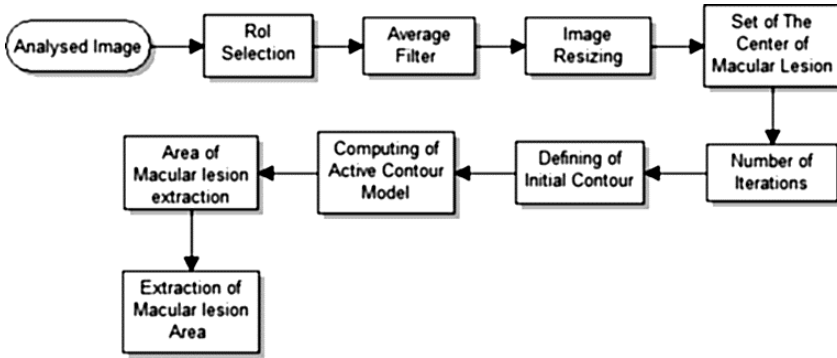 Analysed Image
RoI
Selection
Average
Filter
Image
Resizing
Set of The
Center of
Macular Lesion
Number of
Iterations
Defining of
Initial Contour
Computing of
Active Contour
Model
Area of
Macular lesion
extraction
Extraction of
Macular lesion
Area